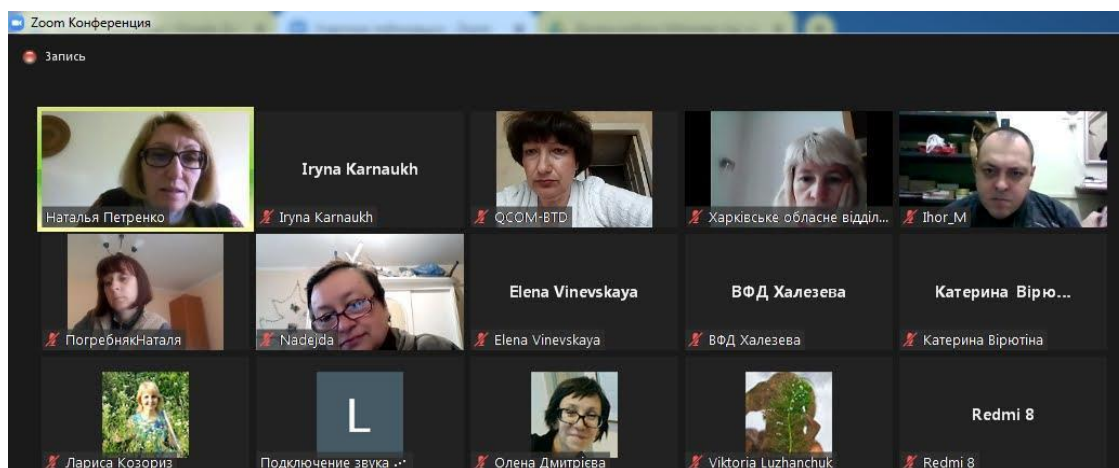 Zoom Конференция
Запись
Наталья Петренко
Iryna Karnaukh
Iryna Karnaukh
QCOM-BTD
Харківське обласне відділ...
Ihor_M
ПогребнякНаталя
Nadejda
Elena Vinevskaya
Elena Vinevskaya
ВФД Халезева
ВФД Халезева
Катерина Вірю...
Катерина Вірютіна
Лариса Козориз
L
Подключение звука ...
Олена Дмитрієва
Viktoria Luzhanchuk
Redmi 8
Redmi 8